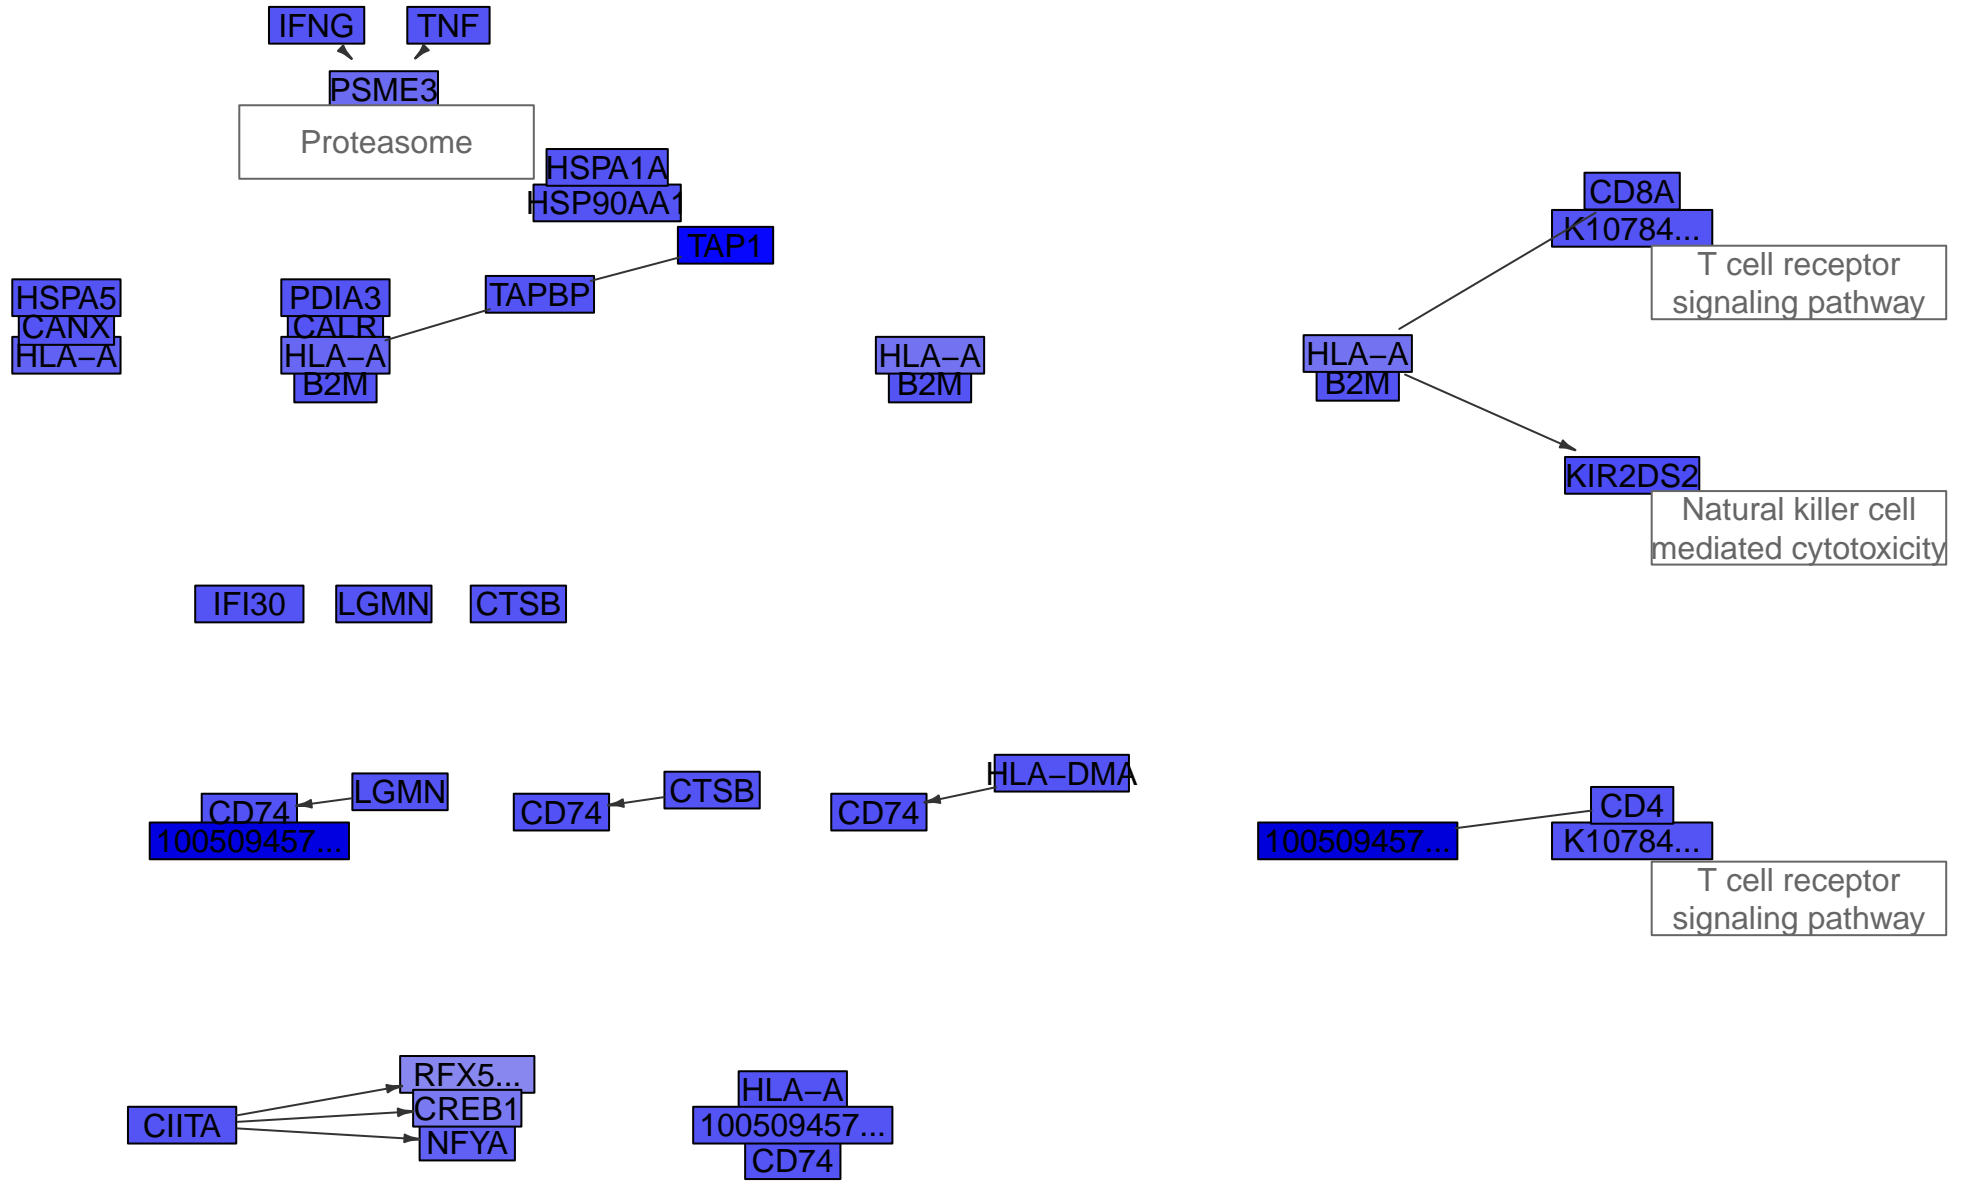 IFNG
TNF
PSME3
Proteasome
HSPA1A
HSP90AA1
CD8A
K10784...
TAP1
T cell receptor
signaling pathway
HSPA5
PDIA3
TAPBP
CANX
CALR
HLA–A
HLA–A
HLA–A
HLA–A
B2M
B2M
B2M
KIR2DS2
Natural killer cell
mediated cytotoxicity
IFI30
LGMN
CTSB
HLA–DMA
LGMN
CTSB
CD74
CD74
CD74
CD4
100509457...
100509457...
K10784...
T cell receptor
signaling pathway
RFX5...
HLA–A
CREB1
CIITA
100509457...
NFYA
CD74